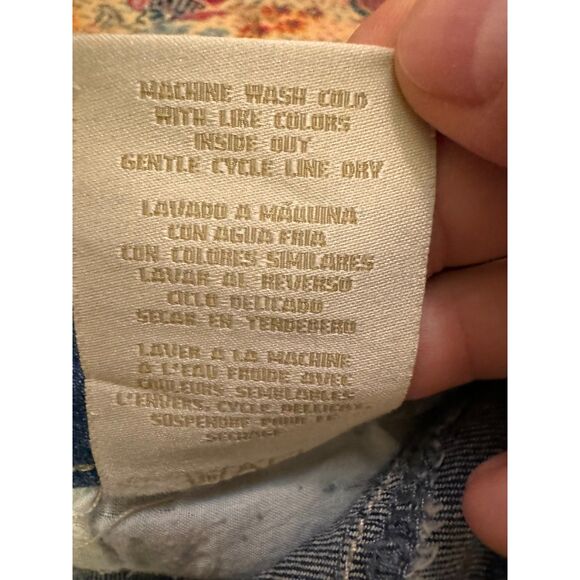 MACHINE WASH COLD
WITH LIKE COLORS
INSIDE OUT
GENTLE CYCLE LINE DRY
LAVADO A MÁQUINA
CON AGUA FRIA
CON COLORES SIMILARES
LAVAR AL REVERSO
CICLO DELICADO
SECAR EN TENDEDERO
LAVER A LA MACHINE
A L'EAU FROIDE AVEC
COULEURS SEMBLABLES
L'ENVERS, CYCLE DELICAT,
SUSPENDRE POUR LE
SECHAGE